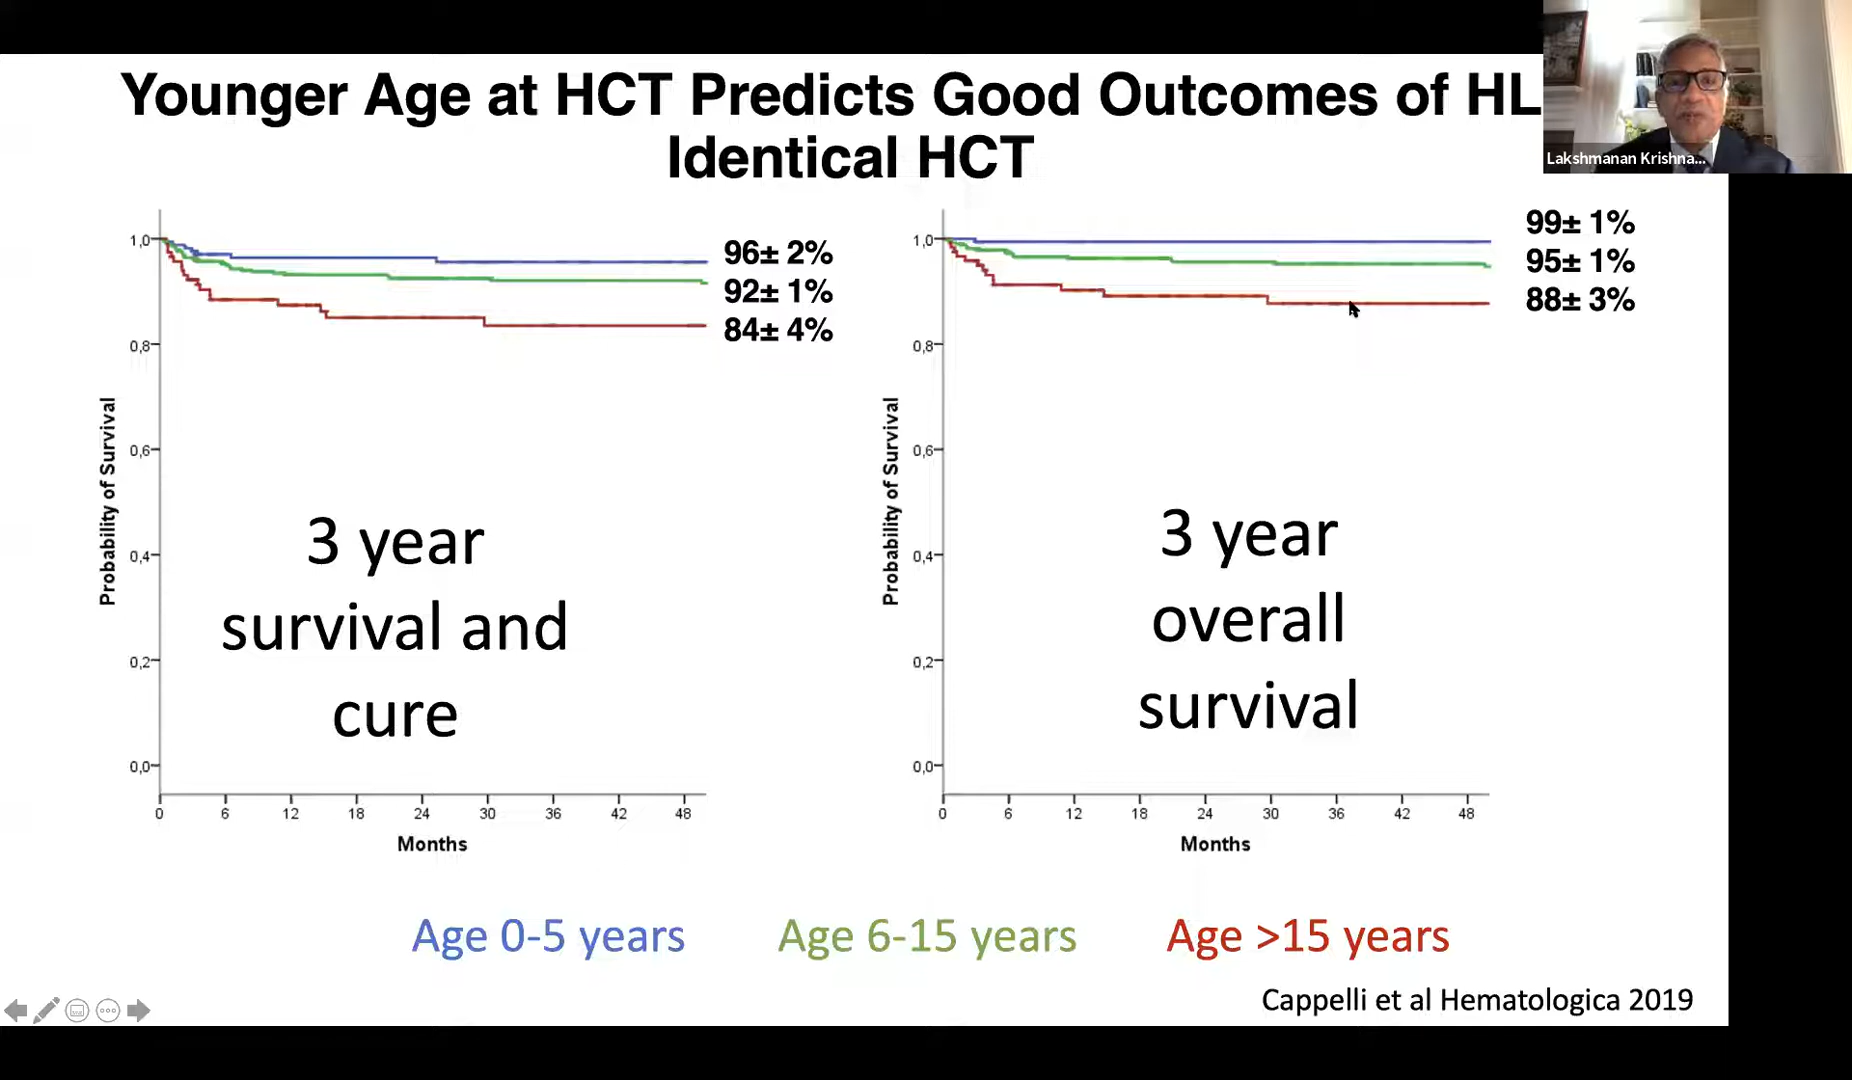 Younger Age at HCT Predicts Good Outcomes of HL
Identical HCT
Lakshmanan Krishna...
96± 2%
92± 1%
84± 4%
1,0
0,8
0,6
0,4
0,2
0,0
Probability of Survival
3 year
survival and
cure
0 6 12 18 24 30 36 42 48
Months
99± 1%
95± 1%
88± 3%
1,0
0,8
0,6
0,4
0,2
0,0
Probability of Survival
3 year
overall
survival
0 6 12 18 24 30 36 42 48
Months
Age 0-5 years Age 6-15 years Age >15 years
Cappelli et al Hematologica 2019